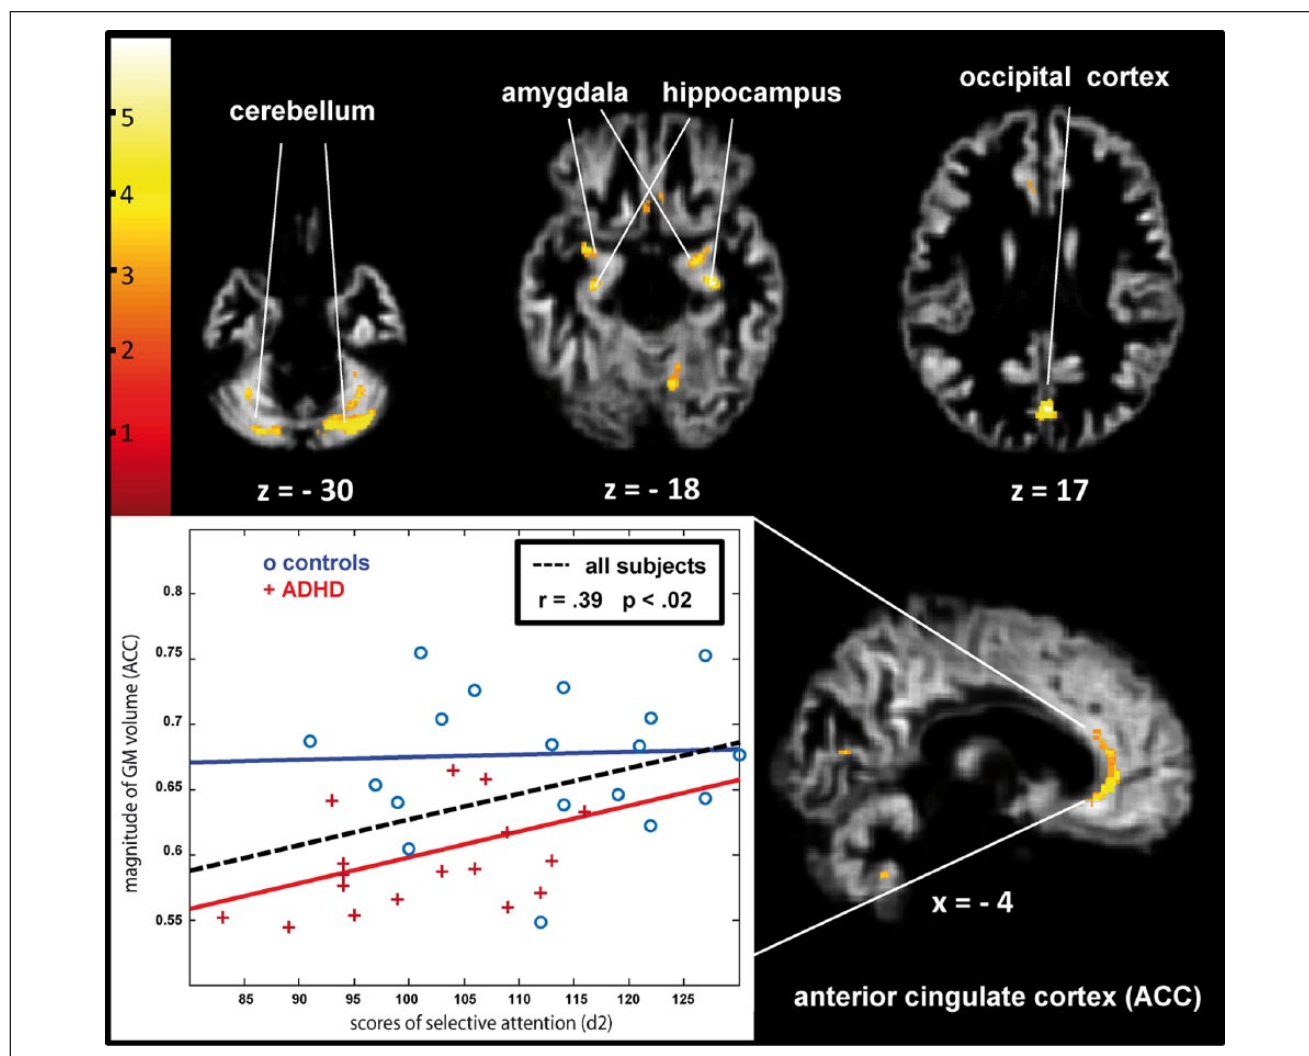 5
4
3
2
1
cerebellum
amygdala hippocampus
occipital cortex
z = - 30
z = - 18
z = 17
o controls
+ ADHD
all subjects
r = .39 p < .02
magnitude of GM volume (ACC)
0.8
0.75
0.7
0.65
0.6
0.55
85 90 95 100 105 110 115 120 125
scores of selective attention (d2)
x = - 4
anterior cingulate cortex (ACC)